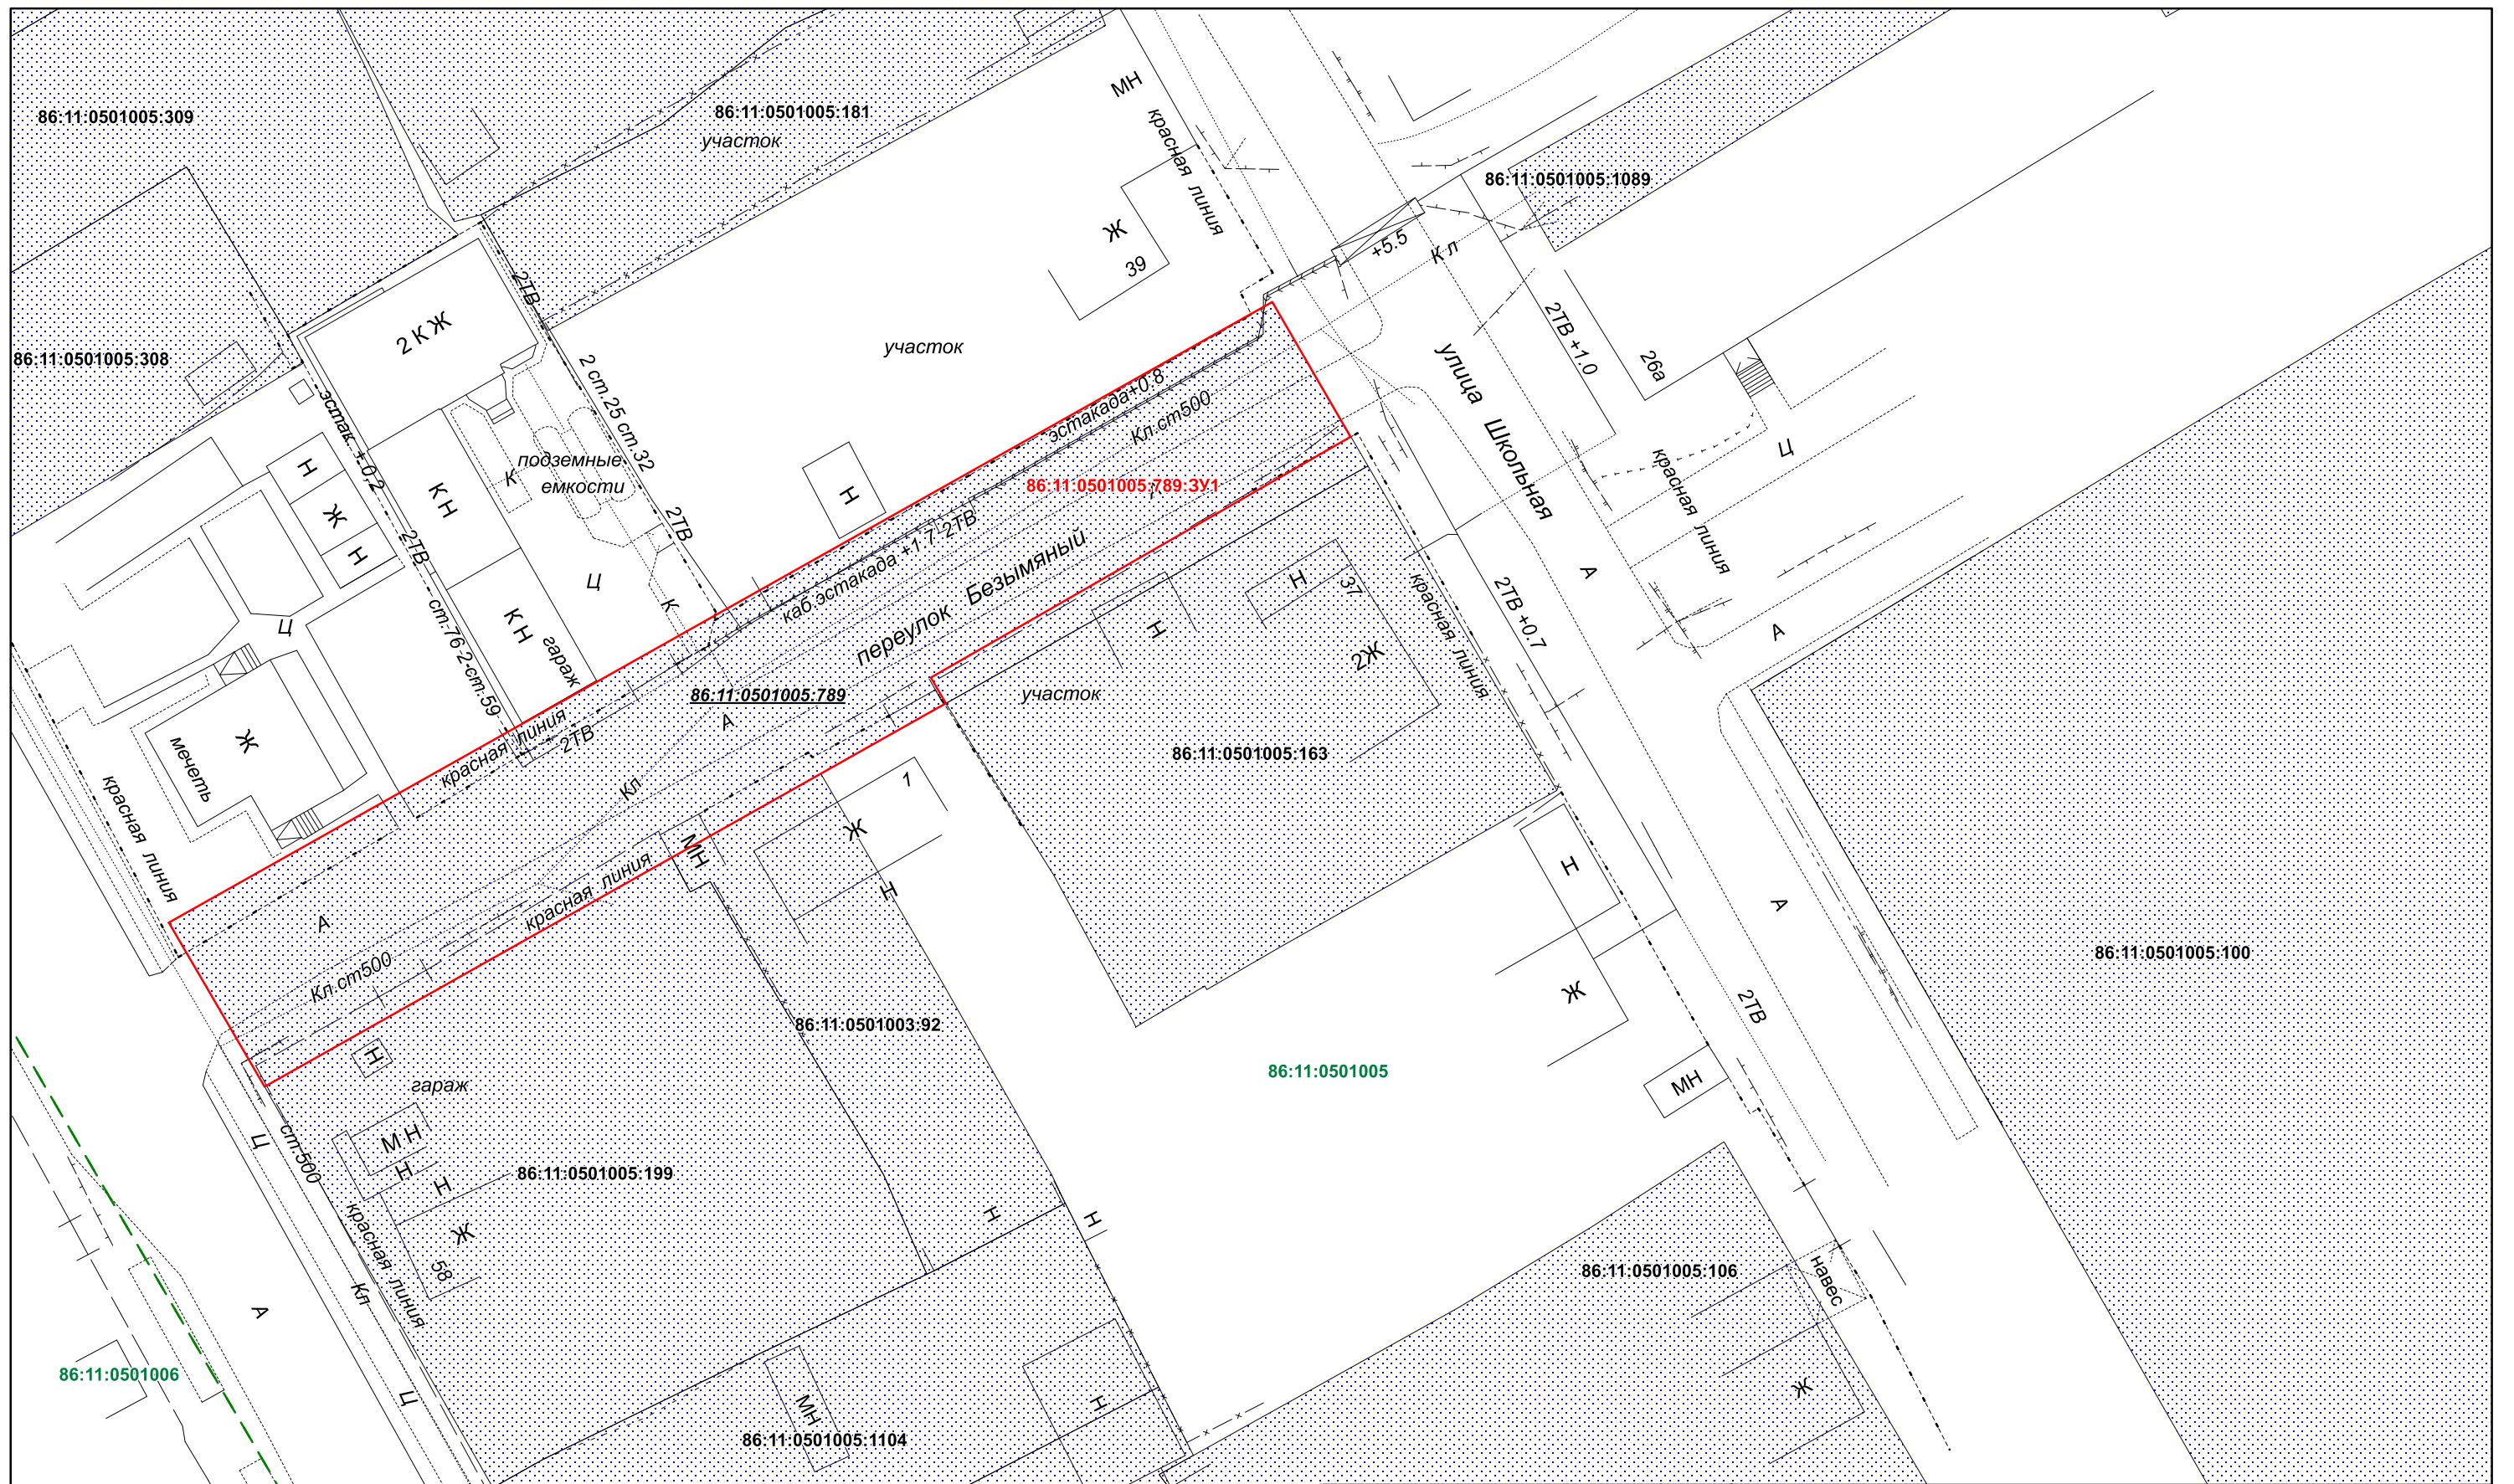 МН
86:11:0501005:181
86:11:0501005:309
участок
красная линия
86:11:0501005:1089
Ж
39
+5.5
К л
2ТВ
2 К Ж
участок
2ТВ +1.0
86:11:0501005:308
26а
улица Школьная
эстакада+0.8
2 ст.25 ст.32
эстак + 0,2
Кл.ст500
Н
подземные
емкости
К
Ц
красная линия
86:11:0501005:789:ЗУ1
Г
Н
К Н
Ж
2ТВ
2ТВ
Н
каб.эстакада +1.7 2ТВ
переулок Безымяный
Н
37
А
красная линия
2ТВ +0.7
Ц
К
ст.76 2-ст.59
К Н
гараж
Ц
Н
А
2Ж
86:11:0501005:789
участок
А
красная линия
2ТВ
Ж
мечеть
86:11:0501005:163
Кл
1
красная линия
Ж
МН
Н
Н
красная линия
А
А
86:11:0501005:100
Кл.ст500
Ж
2ТВ
86:11:0501003:92
Н
гараж
86:11:0501005
МН
Ц
ст.500
М Н
Н
86:11:0501005:199
Н
красная линия
Ж
58
Н
Н
86:11:0501005:106
навес
Кл
А
86:11:0501006
Ц
МН
Н
Ж
86:11:0501005:1104